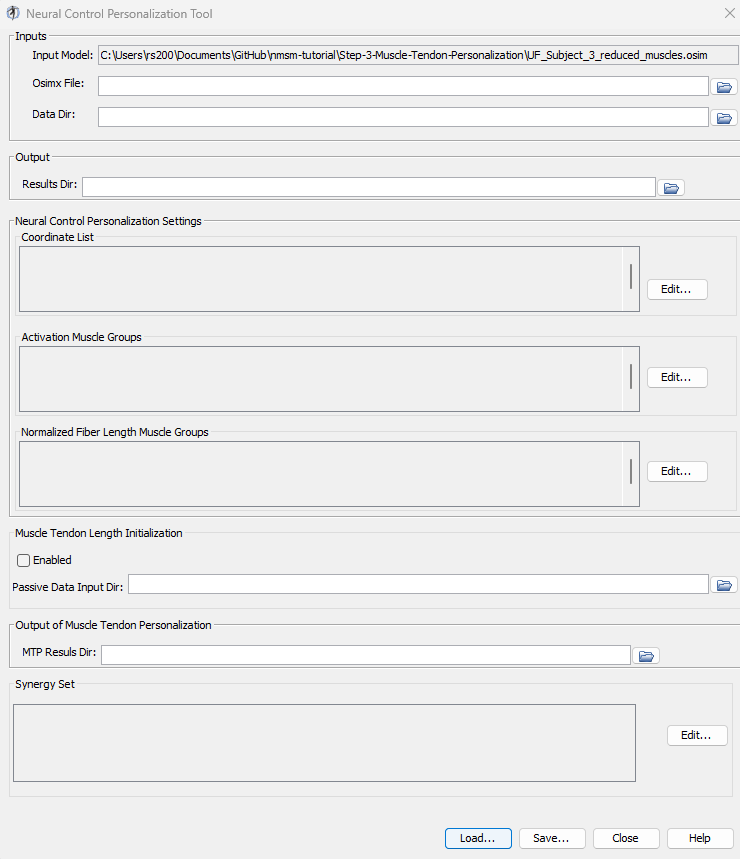 Neural Control Personalization Tool
Inputs
Input Model: C:\Users\rs200\Documents\GitHub\nmsm-tutorial\Step-3-Muscle-Tendon-Personalization\UF_Subject_3_reduced_muscles.osim
Osimx File:
Data Dir:
Output
Results Dir:
Neural Control Personalization Settings
Coordinate List
Edit...
Activation Muscle Groups
Edit...
Normalized Fiber Length Muscle Groups
Edit...
Muscle Tendon Length Initialization
Enabled
Passive Data Input Dir:
Output of Muscle Tendon Personalization
MTP Resuls Dir:
Synergy Set
Edit...
Load... Save... Close Help